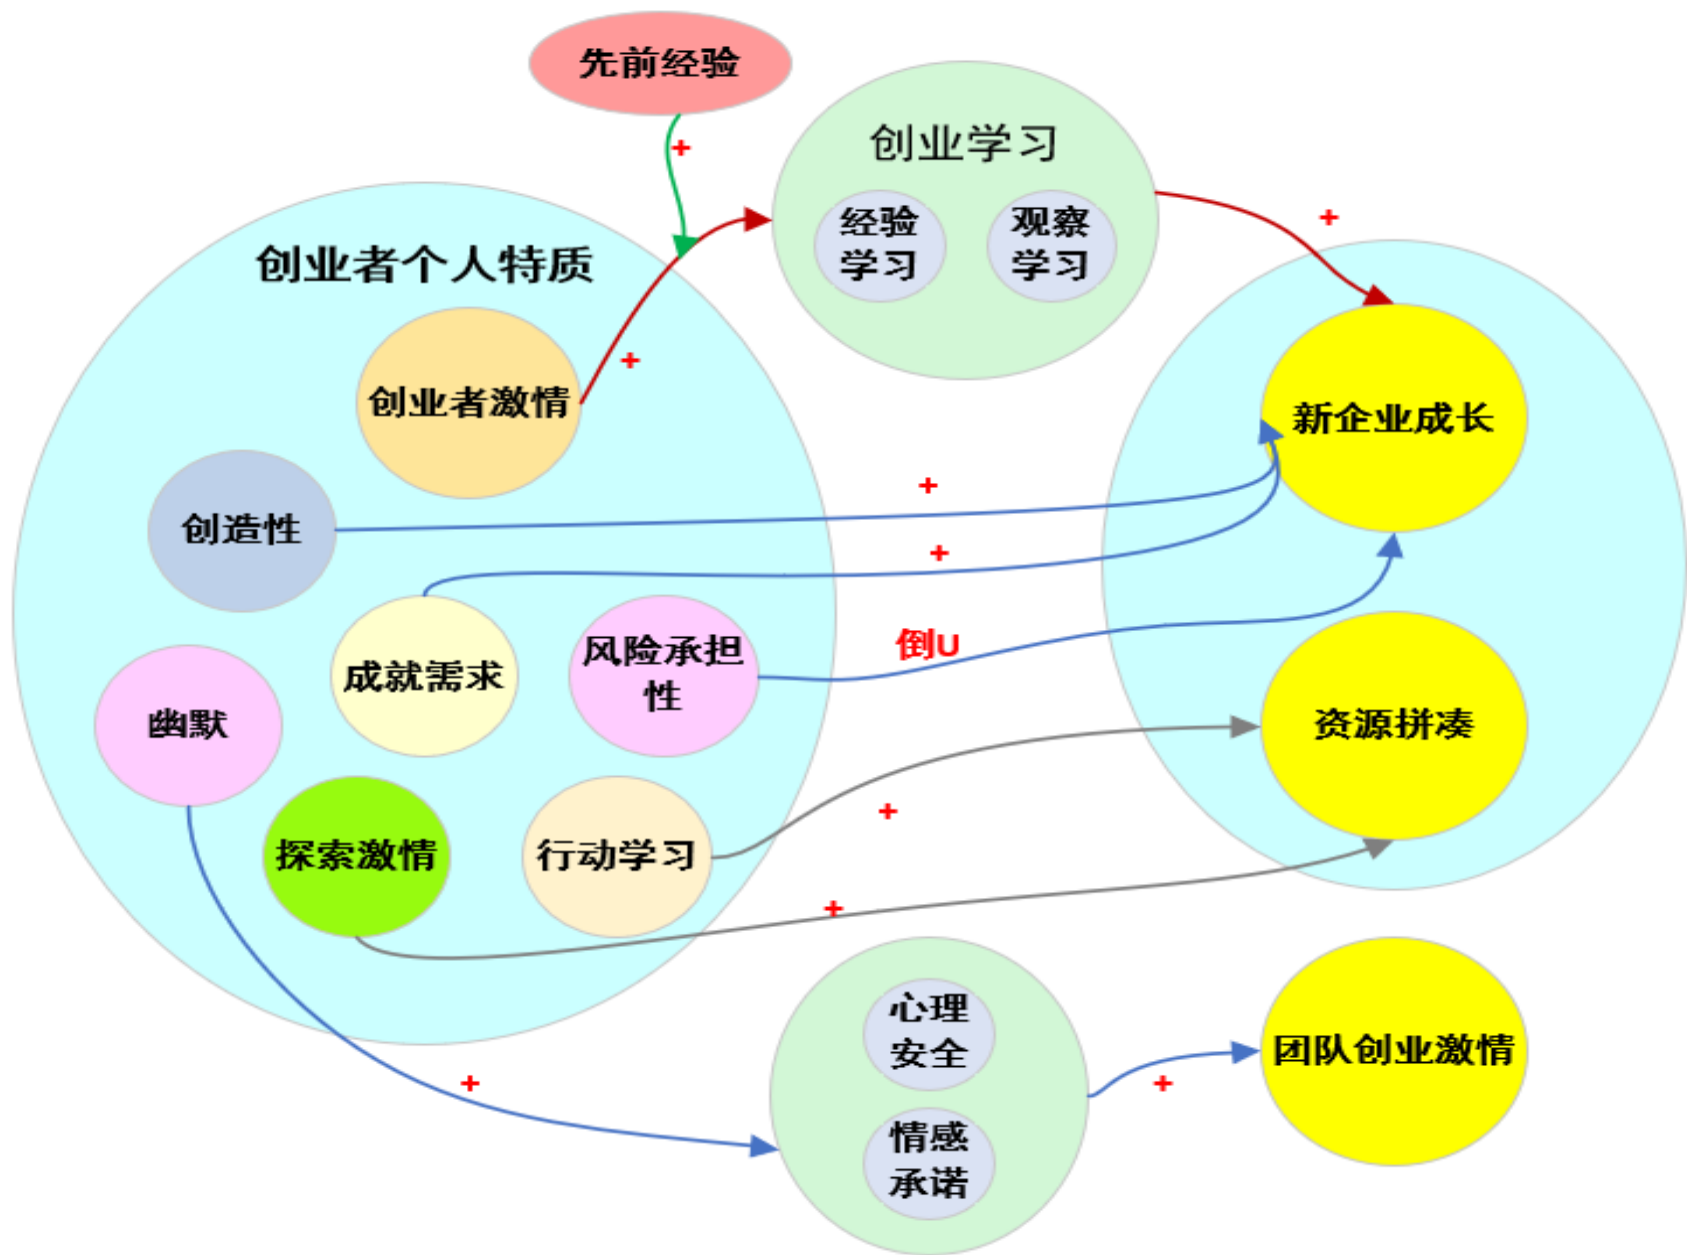 先前经验
+
创业学习
经验
学习
观察
学习
+
创业者个人特质
+
创业者激情
新企业成长
+
创造性
+
倒U
成就需求
风险承担
性
幽默
资源拼凑
+
探索激情
行动学习
+
心理
安全
团队创业激情
+
+
情感
承诺